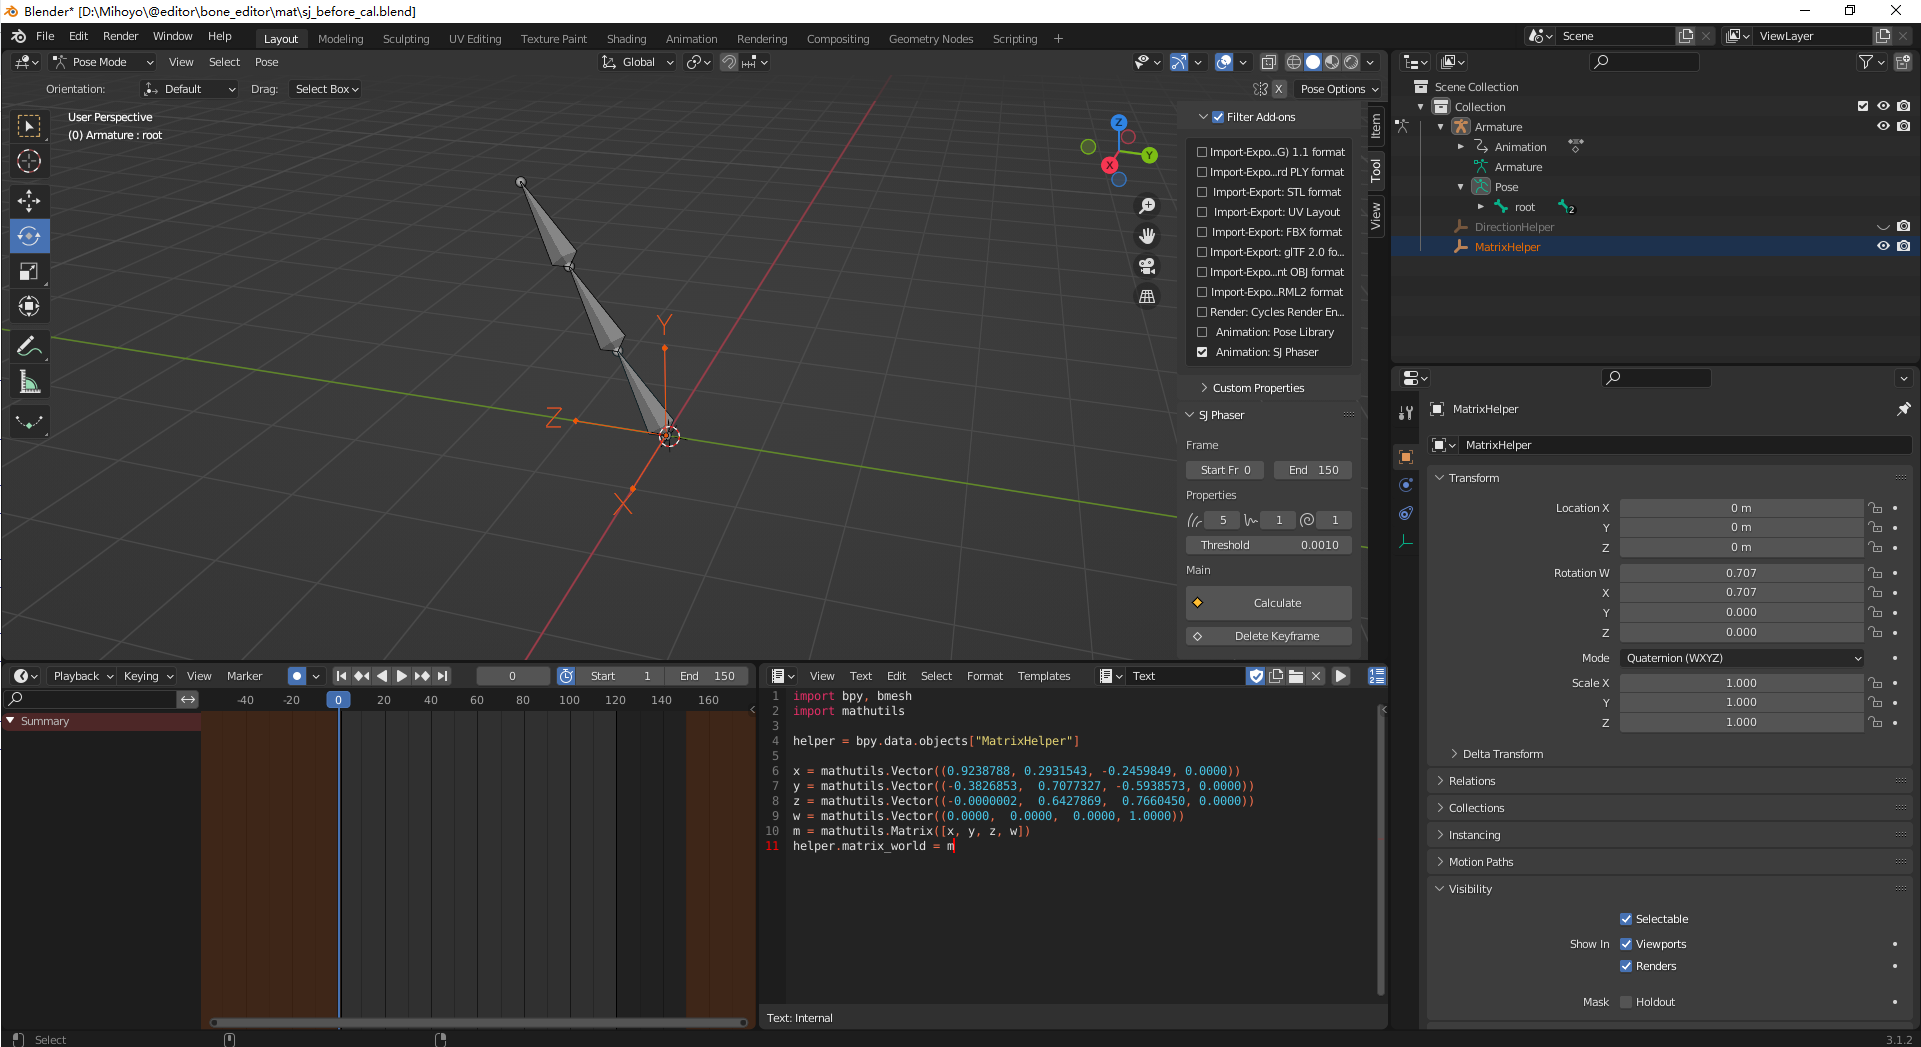 Blender* [D:\Mihoyo\@editor\bone_editor\mat\sj_before_cal.blend]
File Edit Render Window Help
Layout Modeling Sculpting UV Editing Texture Paint Shading Animation Rendering Compositing Geometry Nodes Scripting +
Scene
ViewLayer
Pose Mode View Select Pose
Global
Orientation: Default Drag: Select Box
X Pose Options
User Perspective
(0) Armature : root
Z
Y
X
Y
Z
X
Filter Add-ons
Import-Expo...G) 1.1 format
Import-Expo...rd PLY format
Import-Export: STL format
Import-Export: UV Layout
Import-Export: FBX format
Import-Export: glTF 2.0 fo...
Import-Expo...nt OBJ format
Import-Expo...RML2 format
Render: Cycles Render En...
Animation: Pose Library
Animation: SJ Phaser
Custom Properties
SJ Phaser
Frame
Start Fr 0 End 150
Properties
5 1 1
Threshold 0.0010
Main
Calculate
Delete Keyframe
Item
Tool
View
Scene Collection
Collection
Armature
Animation
Armature
Pose
root 2
DirectionHelper
MatrixHelper
MatrixHelper
MatrixHelper
Transform
Location X 0 m
Y 0 m
Z 0 m
Rotation W 0.707
X 0.707
Y 0.000
Z 0.000
Mode Quaternion (WXYZ)
Scale X 1.000
Y 1.000
Z 1.000
Delta Transform
Relations
Collections
Instancing
Motion Paths
Visibility
Selectable
Show In Viewports
Renders
Mask Holdout
Playback Keying View Marker
0 Start 1 End 150
-40 -20 0 20 40 60 80 100 120 140 160
Summary
View Text Edit Select Format Templates
Text
1 import bpy, bmesh
2 import mathutils
3
4 helper = bpy.data.objects["MatrixHelper"]
5
6 x = mathutils.Vector((0.9238788, 0.2931543, -0.2459849, 0.0000))
7 y = mathutils.Vector((-0.3826853, 0.7077327, -0.5938573, 0.0000))
8 z = mathutils.Vector((-0.0000002, 0.6427869, 0.7660450, 0.0000))
9 w = mathutils.Vector((0.0000, 0.0000, 0.0000, 1.0000))
10 m = mathutils.Matrix([x, y, z, w])
11 helper.matrix_world = m
Text: Internal
Select
3.1.2